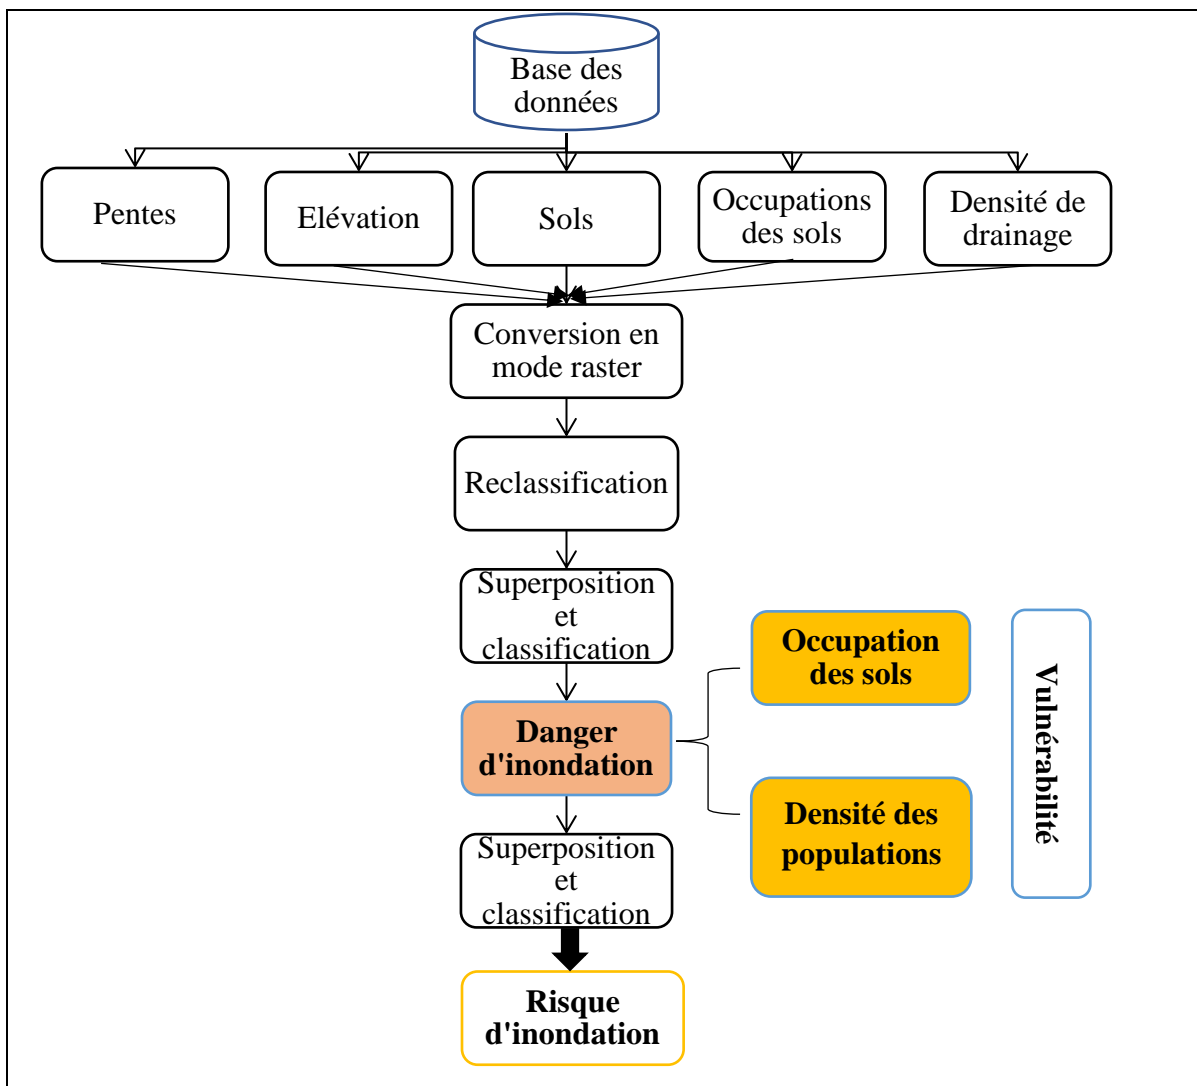 Base des
données
Pentes
Elévation
Sols
Occupations
des sols
Densité de
drainage
Conversion en
mode raster
Reclassification
Superposition
et
classification
Occupation
des sols
Vulnérabilité
Danger
d'inondation
Densité des
populations
Superposition
et
classification
Risque
d'inondation